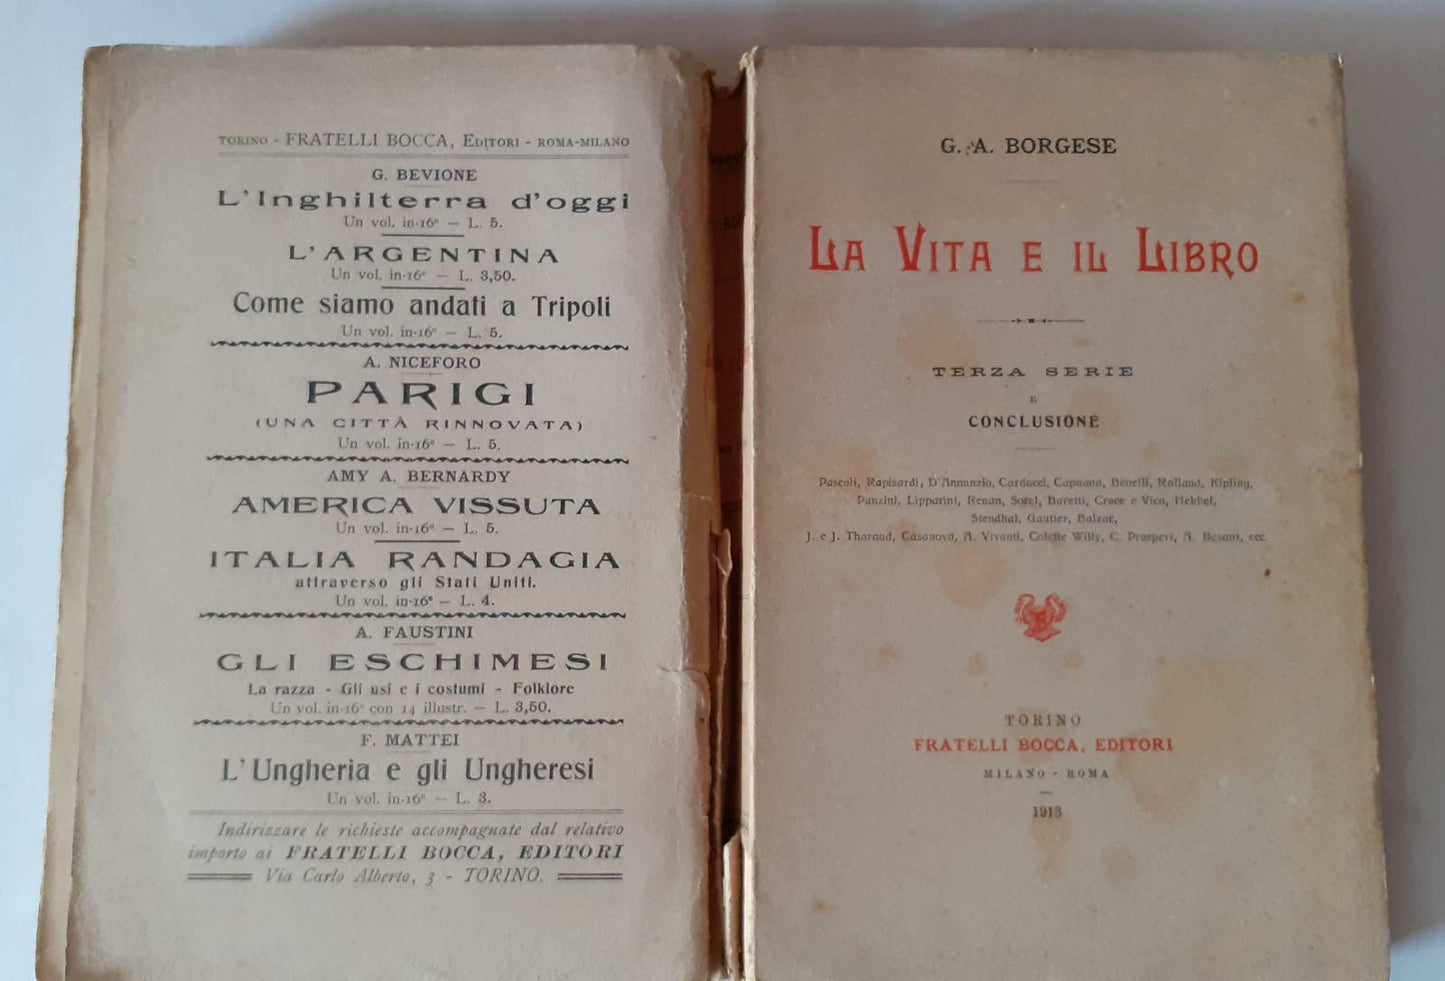 TORINO - FRATELLI BOCCA, EDITORI - ROMA-MILANO
G. BEVIONE
L'Inghilterra d'oggi
Un vol. in-16° — L. 5.
L'ARGENTINA
Un vol. in-16° — L. 3,50.
Come siamo andati a Tripoli
Un vol. in-16° — L. 5.
A. NICEFORO
PARIGI
(UNA CITTÀ RINNOVATA)
Un vol. in-16° — L. 5.
AMY A. BERNARDY
AMERICA VISSUTA
Un vol. in-16° — L. 5.
ITALIA RANDAGIA
attraverso gli Stati Uniti.
Un vol. in-16° — L. 4.
A. FAUSTINI
GLI ESCHIMESI
La razza - Gli usi e i costumi - Folklore
Un vol. in-16° con 14 illustr. — L. 3,50.
F. MATTEI
L'Ungheria e gli Ungheresi
Un vol. in-16° — L. 3.
Indirizzare le richieste accompagnate dal relativo
importo ai FRATELLI BOCCA, EDITORI
Via Carlo Alberto, 3 - TORINO.
G. A. BORGESE
LA VITA E IL LIBRO
TERZA SERIE
E
CONCLUSIONE
Pascoli, Rapisardi, D'Annunzio, Carducci, Capuana, Benelli, Rolland, Kipling,
Panzini, Lipparini, Renan, Sorel, Baretti, Croce e Vico, Hebbel,
Stendhal, Gautier, Balzac,
J. e J. Tharaud, Casanova, A. Vivanti, Colette Willy, C. Prosperi, A. Besant, ecc.
TORINO
FRATELLI BOCCA, EDITORI
MILANO - ROMA
1913